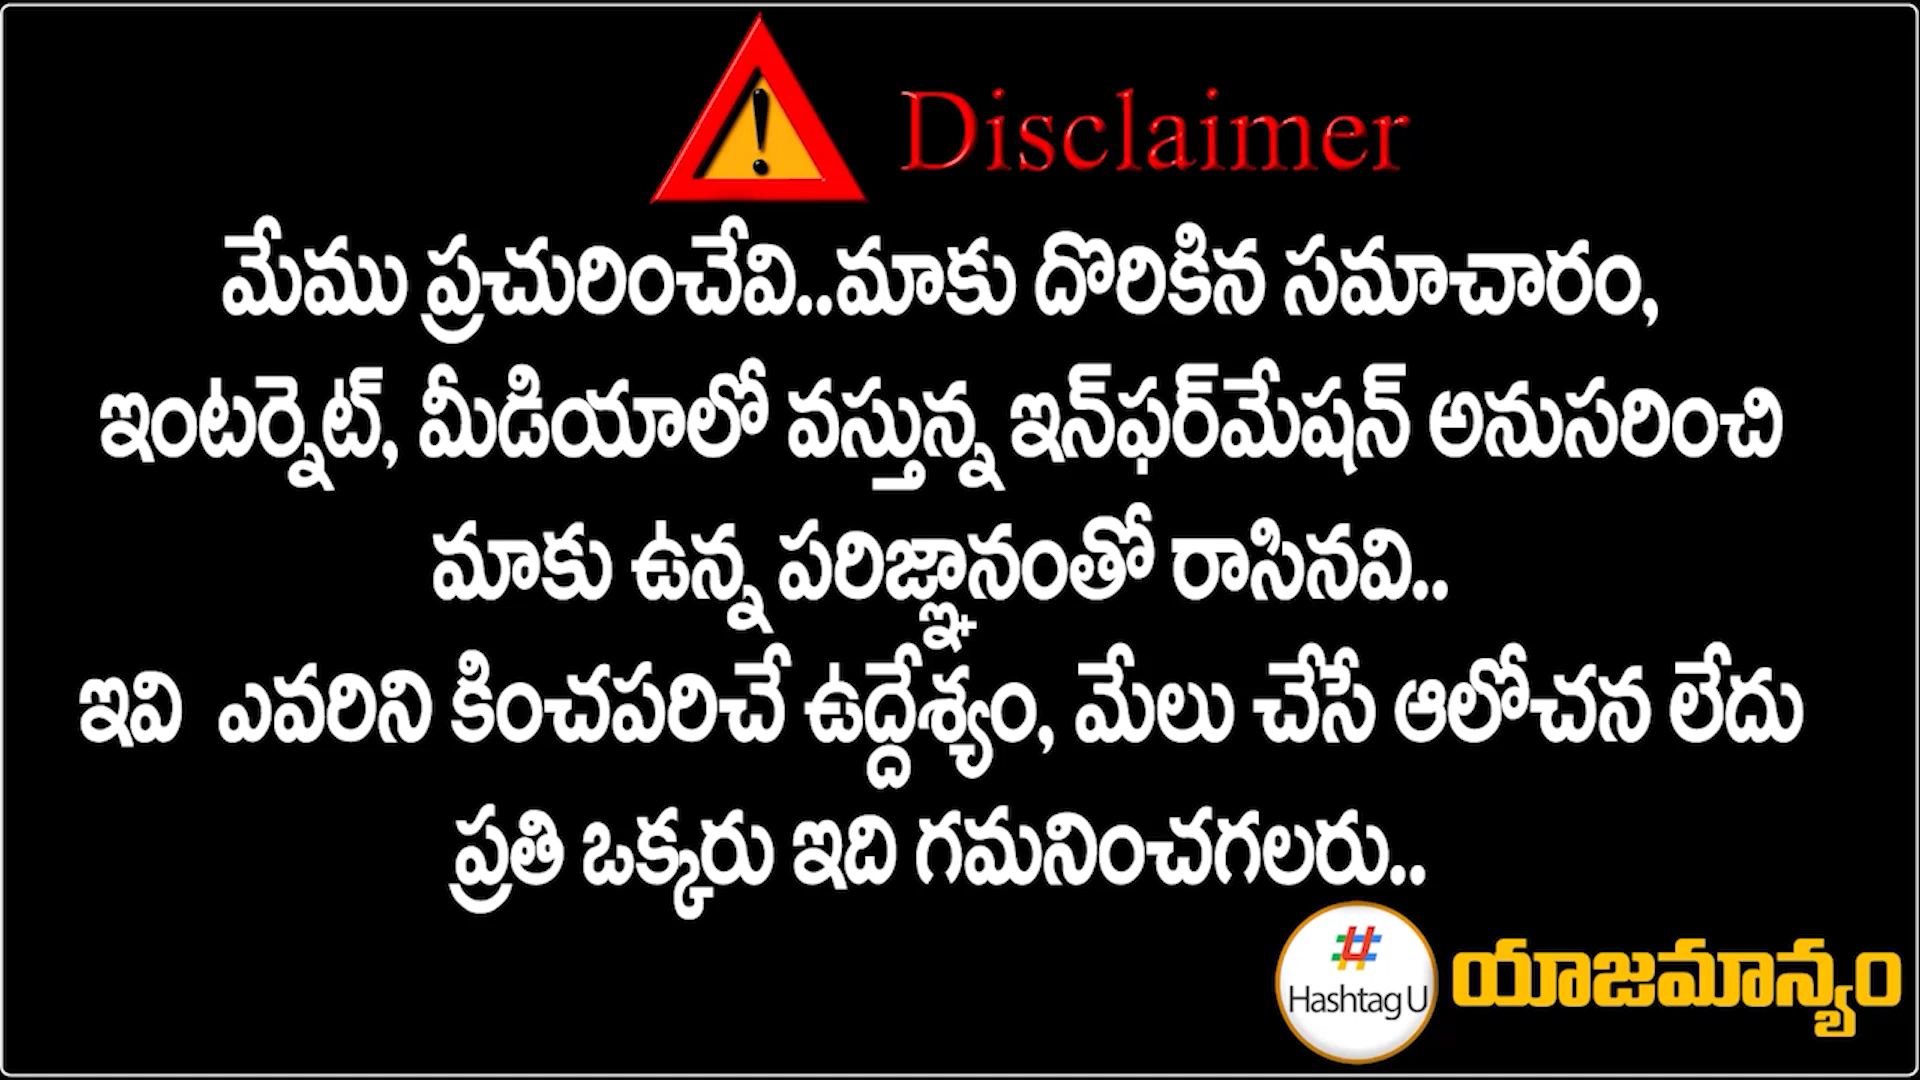 Disclaimer
మేము ప్రచురించేవి..మాకు దొరికిన సమాచారం,
ఇంటర్నెట్, మీడియాలో వస్తున్న ఇన్‌ఫర్‌మేషన్ అనుసరించి
మాకు ఉన్న పరిజ్ఞానంతో రాసినవి..
ఇవి ఎవరిని కించపరిచే ఉద్దేశ్యం, మేలు చేసే ఆలోచన లేదు
ప్రతి ఒక్కరు ఇది గమనించగలరు..
Hashtag U
యాజమాన్యం